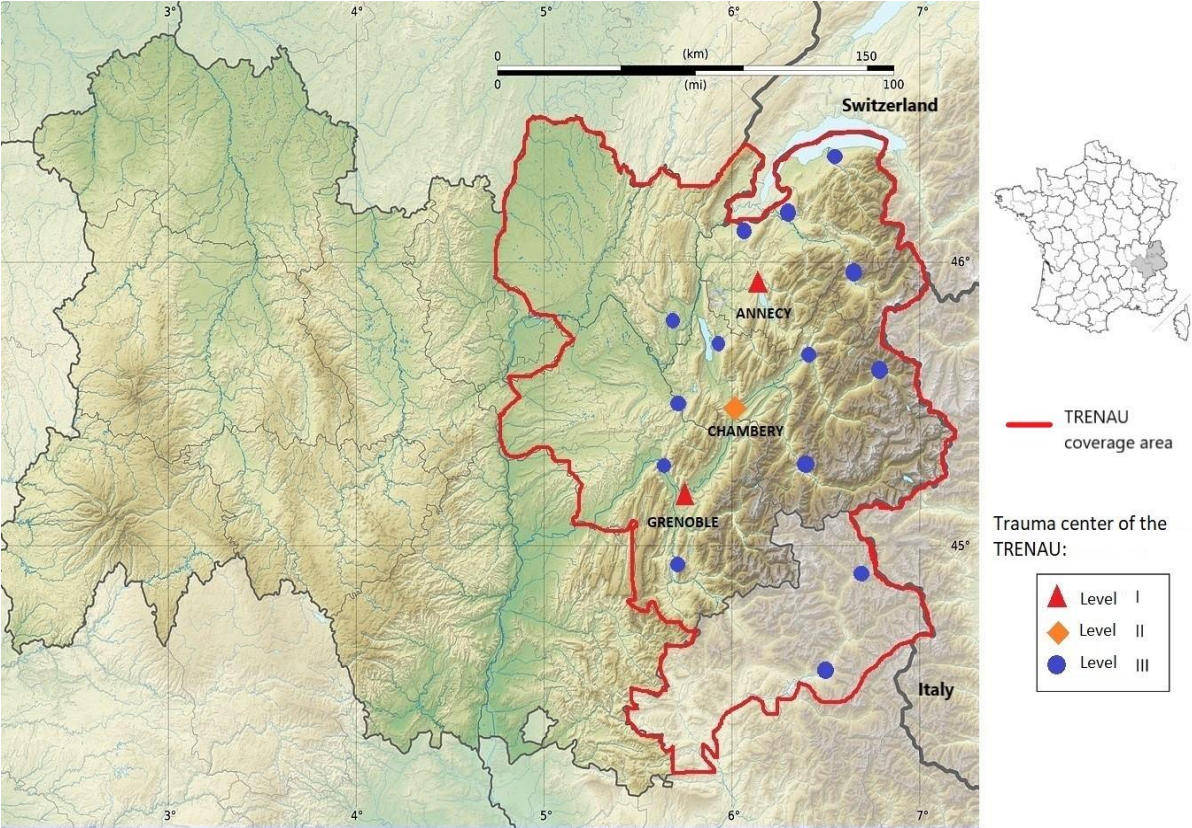 3° 4° 5° 6° 7°
0 (km) 150
0 (mi) 100
Switzerland
46°
ANNECY
CHAMBERY
GRENOBLE
45°
Italy
3° 4° 5° 6° 7°
TRENAU
coverage area
Trauma center of the
TRENAU:
Level I
Level II
Level III